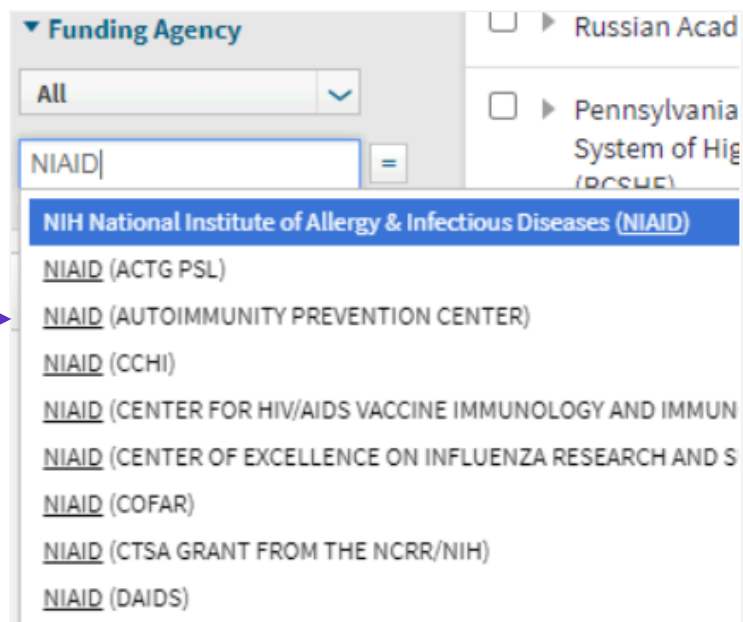 Funding Agency
All
NIAID
=
Russian Acad
Pennsylvania
System of Hig
(PCSHE)
NIH National Institute of Allergy & Infectious Diseases (NIAID)
NIAID (ACTG PSL)
NIAID (AUTOIMMUNITY PREVENTION CENTER)
NIAID (CCHI)
NIAID (CENTER FOR HIV/AIDS VACCINE IMMUNOLOGY AND IMMUN
NIAID (CENTER OF EXCELLENCE ON INFLUENZA RESEARCH AND S
NIAID (COFAR)
NIAID (CTSA GRANT FROM THE NCRR/NIH)
NIAID (DAIDS)